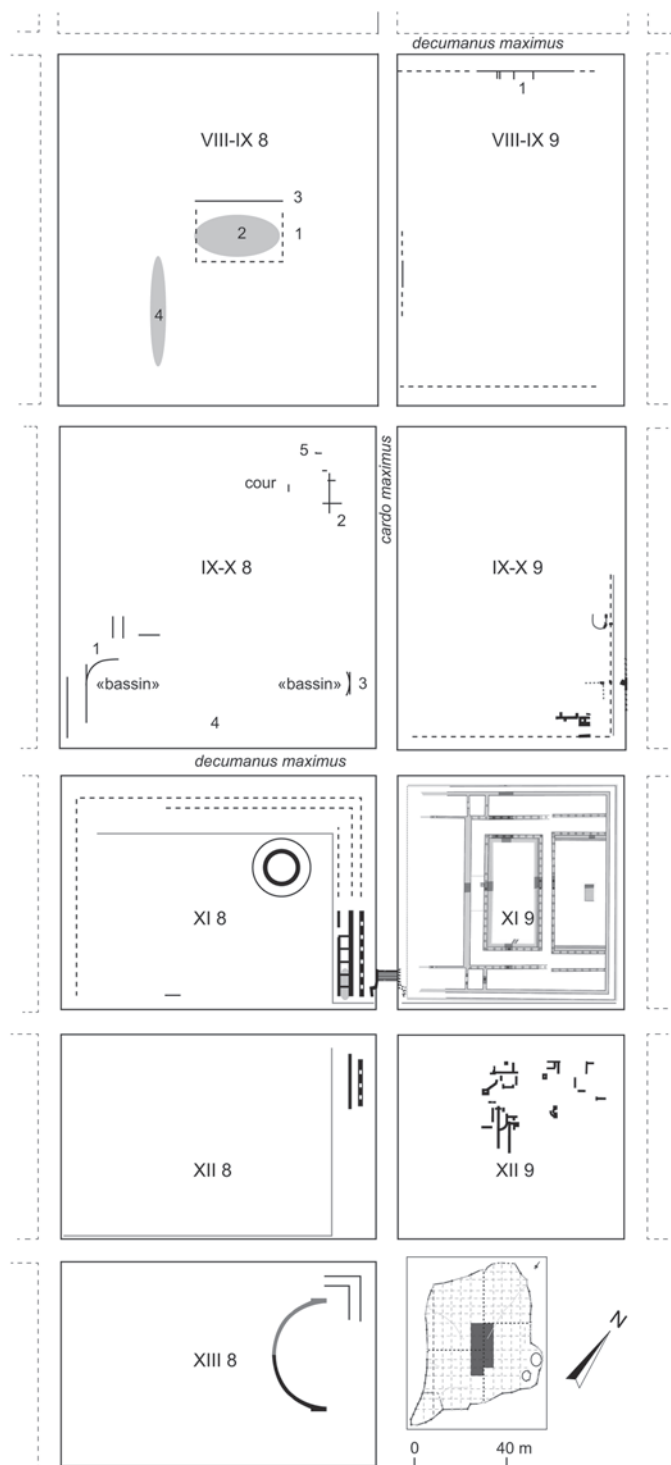 decumanus maximus
1
VIII-IX 8
VIII-IX 9
3
2
1
4
5
cour
2
cardo maximus
IX-X 8
IX-X 9
1
«bassin»
«bassin»
3
4
decumanus maximus
XI 8
XI 9
XII 8
XII 9
XIII 8
N
0
40 m